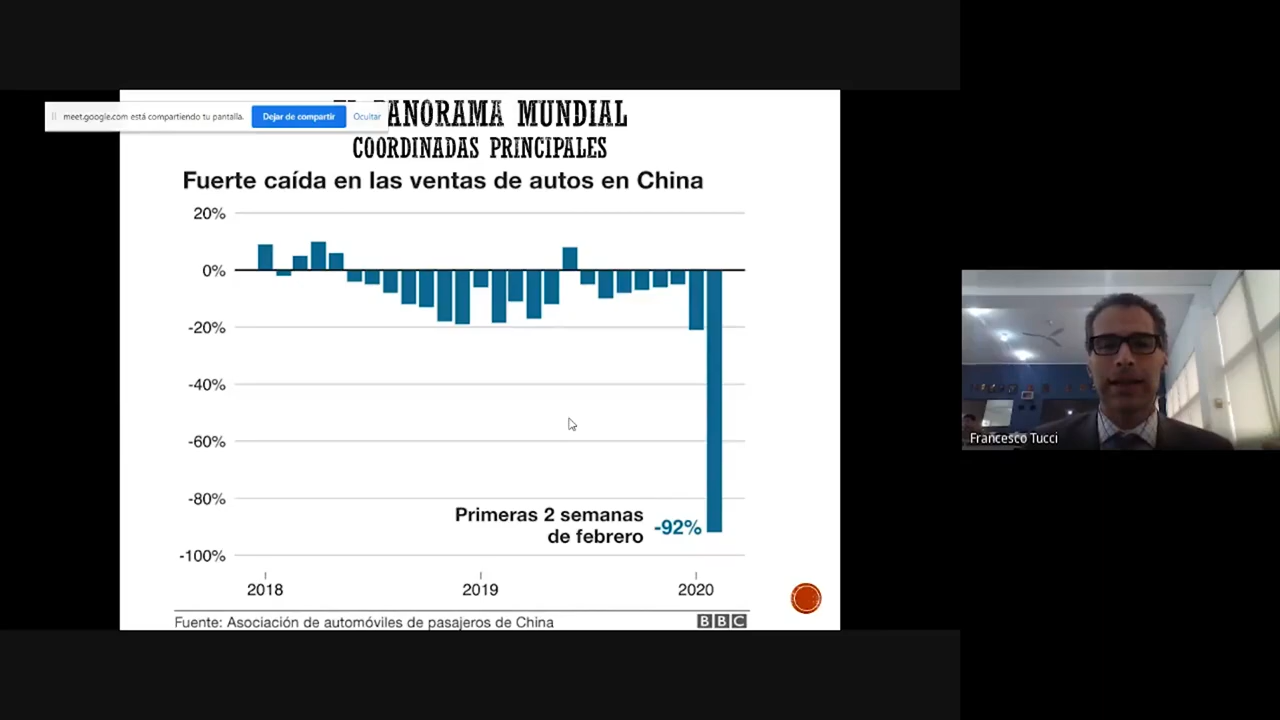 meet.google.com está compartiendo tu pantalla.
Dejar de compartir
Ocultar
PANORAMA MUNDIAL
COORDINADAS PRINCIPALES
Fuerte caída en las ventas de autos en China
20%
0%
-20%
-40%
-60%
-80%
-100%
Primeras 2 semanas
de febrero
-92%
2018
2019
2020
Fuente: Asociación de automóviles de pasajeros de China
BBC
Francesco Tucci